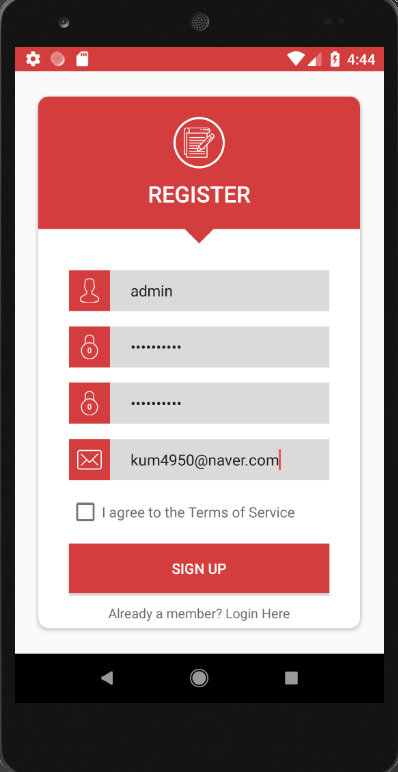 4:44
REGISTER
admin
••••••••••
••••••••••
kum4950@naver.com
I agree to the Terms of Service
SIGN UP
Already a member? Login Here